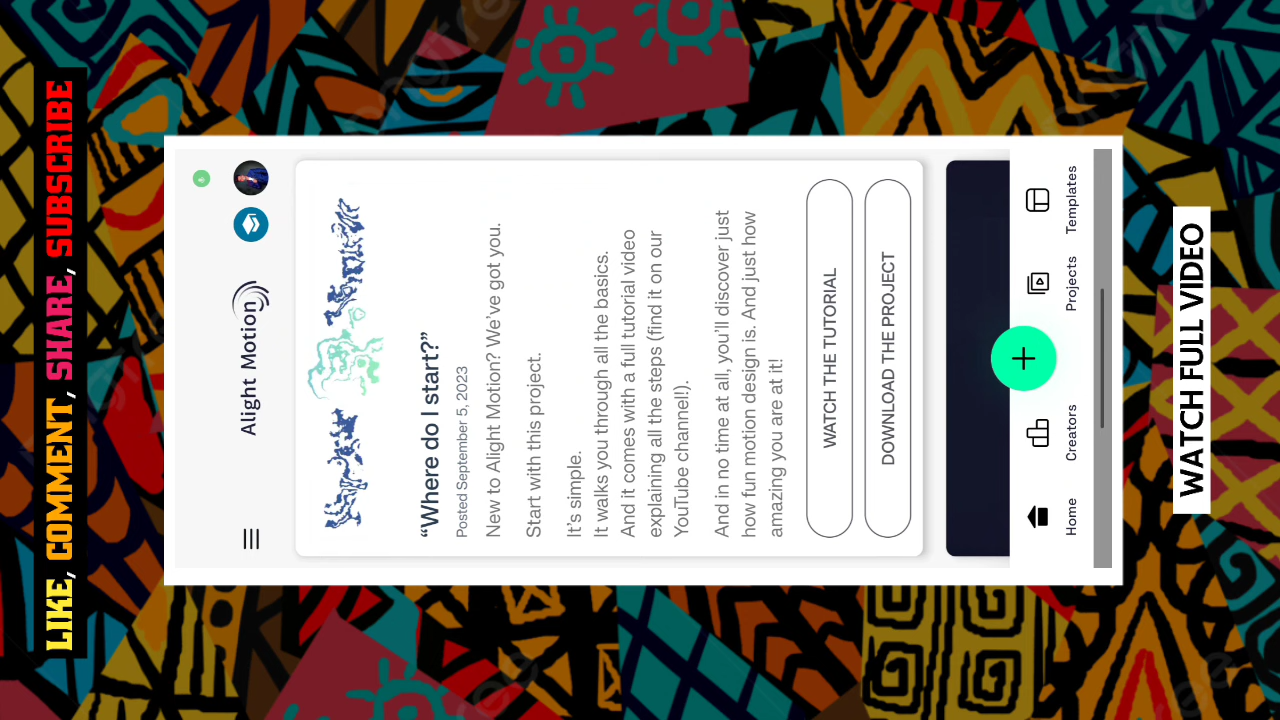 LIKE, COMMENT, SHARE, SUBSCRIBE
Alight Motion
“Where do I start?”
Posted September 5, 2023
New to Alight Motion? We’ve got you.
Start with this project.
It’s simple.
It walks you through all the basics.
And it comes with a full tutorial video
explaining all the steps (find it on our
YouTube channel!).
And in no time at all, you’ll discover just
how fun motion design is. And just how
amazing you are at it!
WATCH THE TUTORIAL
DOWNLOAD THE PROJECT
Home
Creators
Projects
Templates
WATCH FULL VIDEO